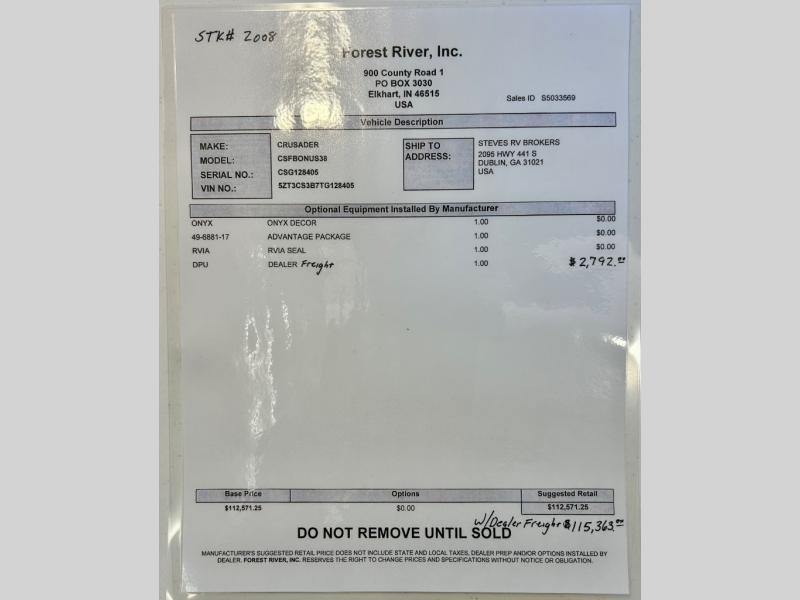 STK# 2008
Forest River, Inc.
900 County Road 1
PO BOX 3030
Elkhart, IN 46515
USA
Sales ID S5033569
Vehicle Description
MAKE: CRUSADER
MODEL: CSFBONUS38
SERIAL NO.: CSG128405
VIN NO.: 5ZT3CS3B7TG128405
SHIP TO ADDRESS:
STEVES RV BROKERS
2095 HWY 441 S
DUBLIN, GA 31021
USA
Optional Equipment Installed By Manufacturer
ONYX ONYX DECOR 1.00 $0.00
49-6881-17 ADVANTAGE PACKAGE 1.00 $0.00
RVIA RVIA SEAL 1.00 $0.00
DPU DEALER Freight 1.00 $2,792.00
Base Price Options Suggested Retail
$112,571.25 $0.00 $112,571.25
W/Dealer Freight $115,363.00
DO NOT REMOVE UNTIL SOLD
MANUFACTURER'S SUGGESTED RETAIL PRICE DOES NOT INCLUDE STATE AND LOCAL TAXES, DEALER PREP AND/OR OPTIONS INSTALLED BY
DEALER. FOREST RIVER, INC. RESERVES THE RIGHT TO CHANGE PRICES AND SPECIFICATIONS WITHOUT NOTICE OR OBLIGATION.